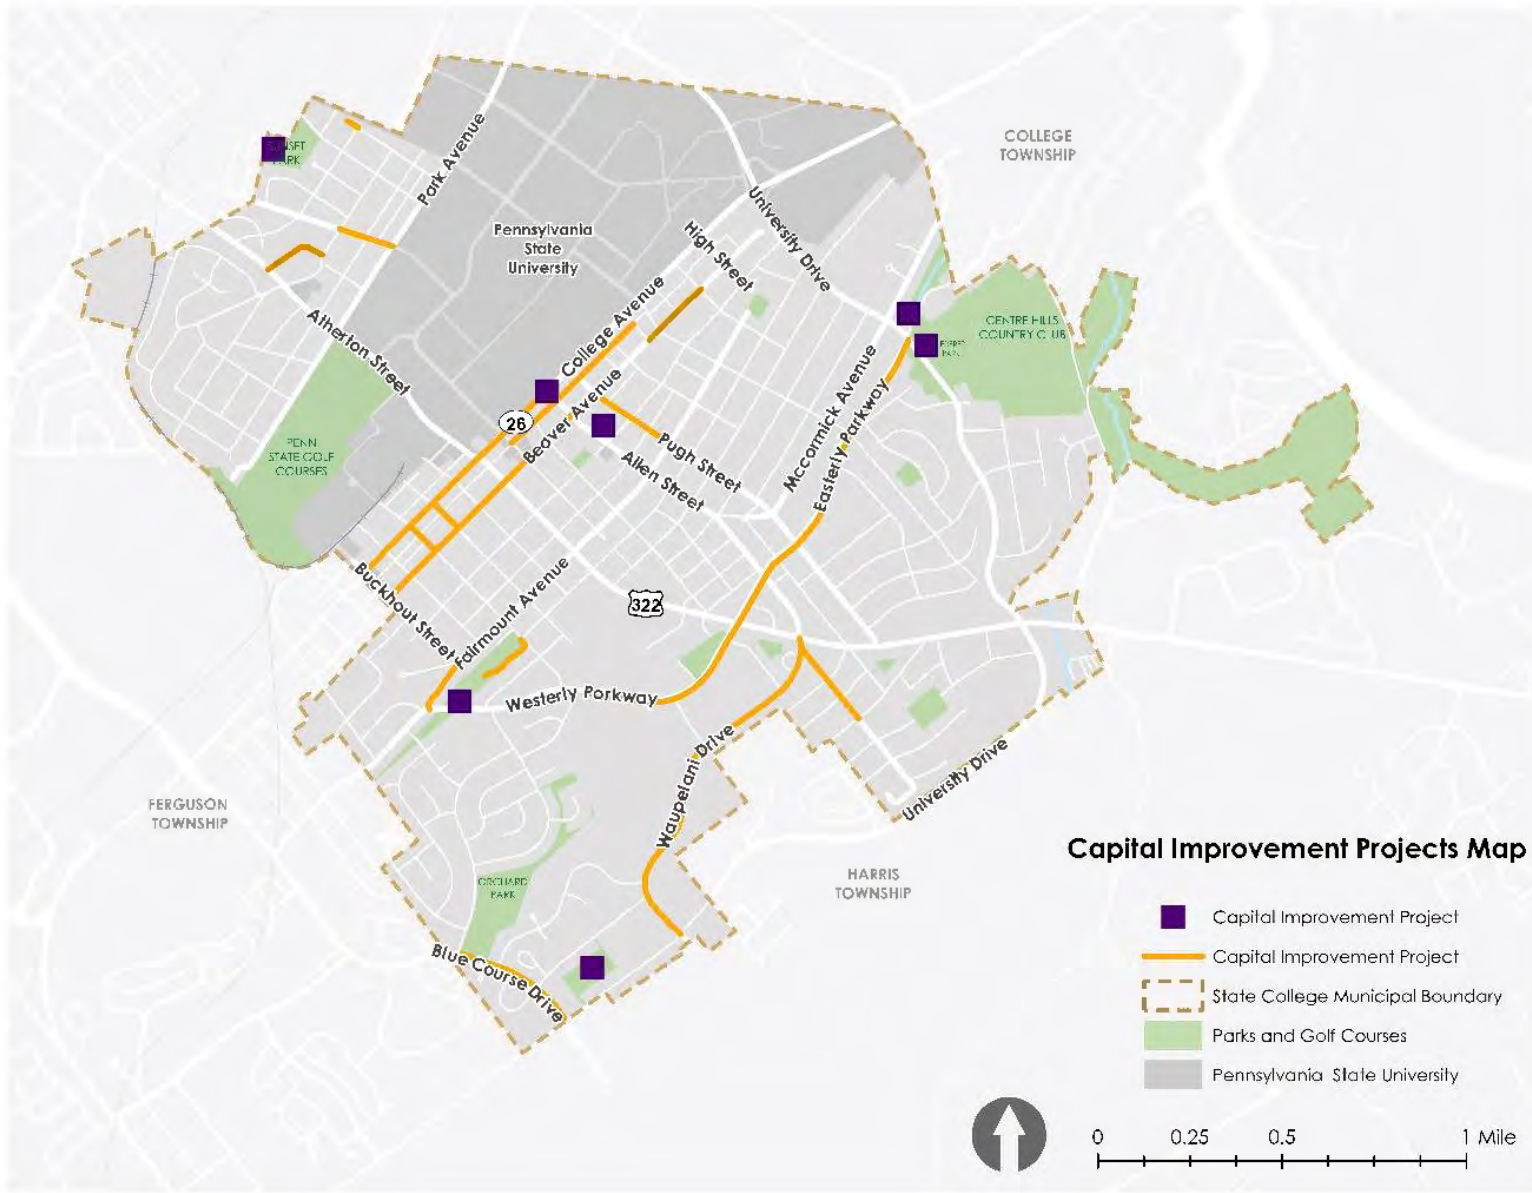 COLLEGE
TOWNSHIP
PARK
Park Avenue
Pennsylvania
State
University
High Street
University Drive
CENTRE HILLS
COUNTRY CLUB
PARK
Atherton Street
College Avenue
26
Beaver Avenue
Mccormick Avenue
Easterly Parkway
PENN
STATE GOLF
COURSES
Pugh Street
Allen Street
Buckhout Street
Fairmount Avenue
322
Westerly Parkway
Waupelani Drive
University Drive
FERGUSON
TOWNSHIP
HARRIS
TOWNSHIP
ORCHARD
PARK
Blue Course Drive
Capital Improvement Projects Map
Capital Improvement Project
Capital Improvement Project
State College Municipal Boundary
Parks and Golf Courses
Pennsylvania State University
0 0.25 0.5 1 Mile